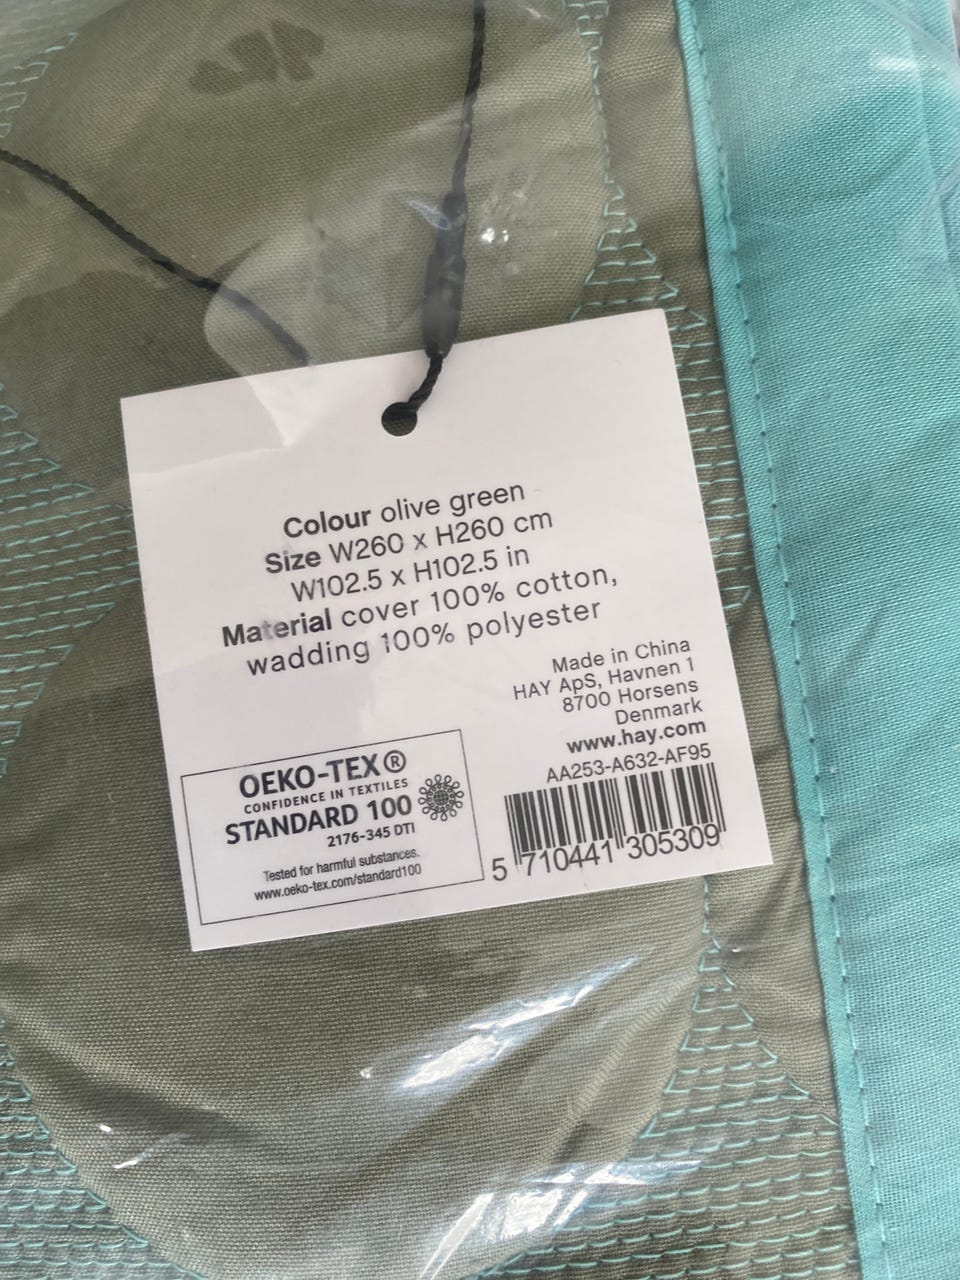 Colour olive green
Size W260 x H260 cm
W102.5 x H102.5 in
Material cover 100% cotton,
wadding 100% polyester
Made in China
HAY ApS, Havnen 1
8700 Horsens
Denmark
www.hay.com
AA253-A632-AF95
5 710441 305309
OEKO-TEX®
CONFIDENCE IN TEXTILES
STANDARD 100
2176-345 DTI
Tested for harmful substances.
www.oeko-tex.com/standard100